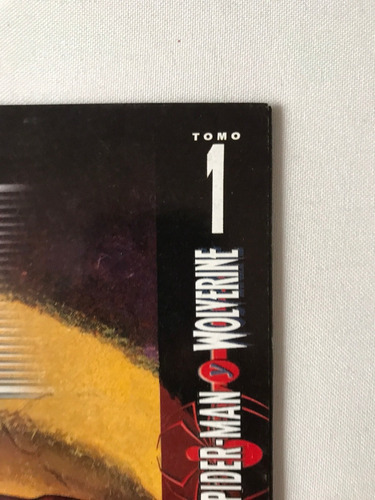 TOMO
1
SPIDER-MAN y WOLVERINE